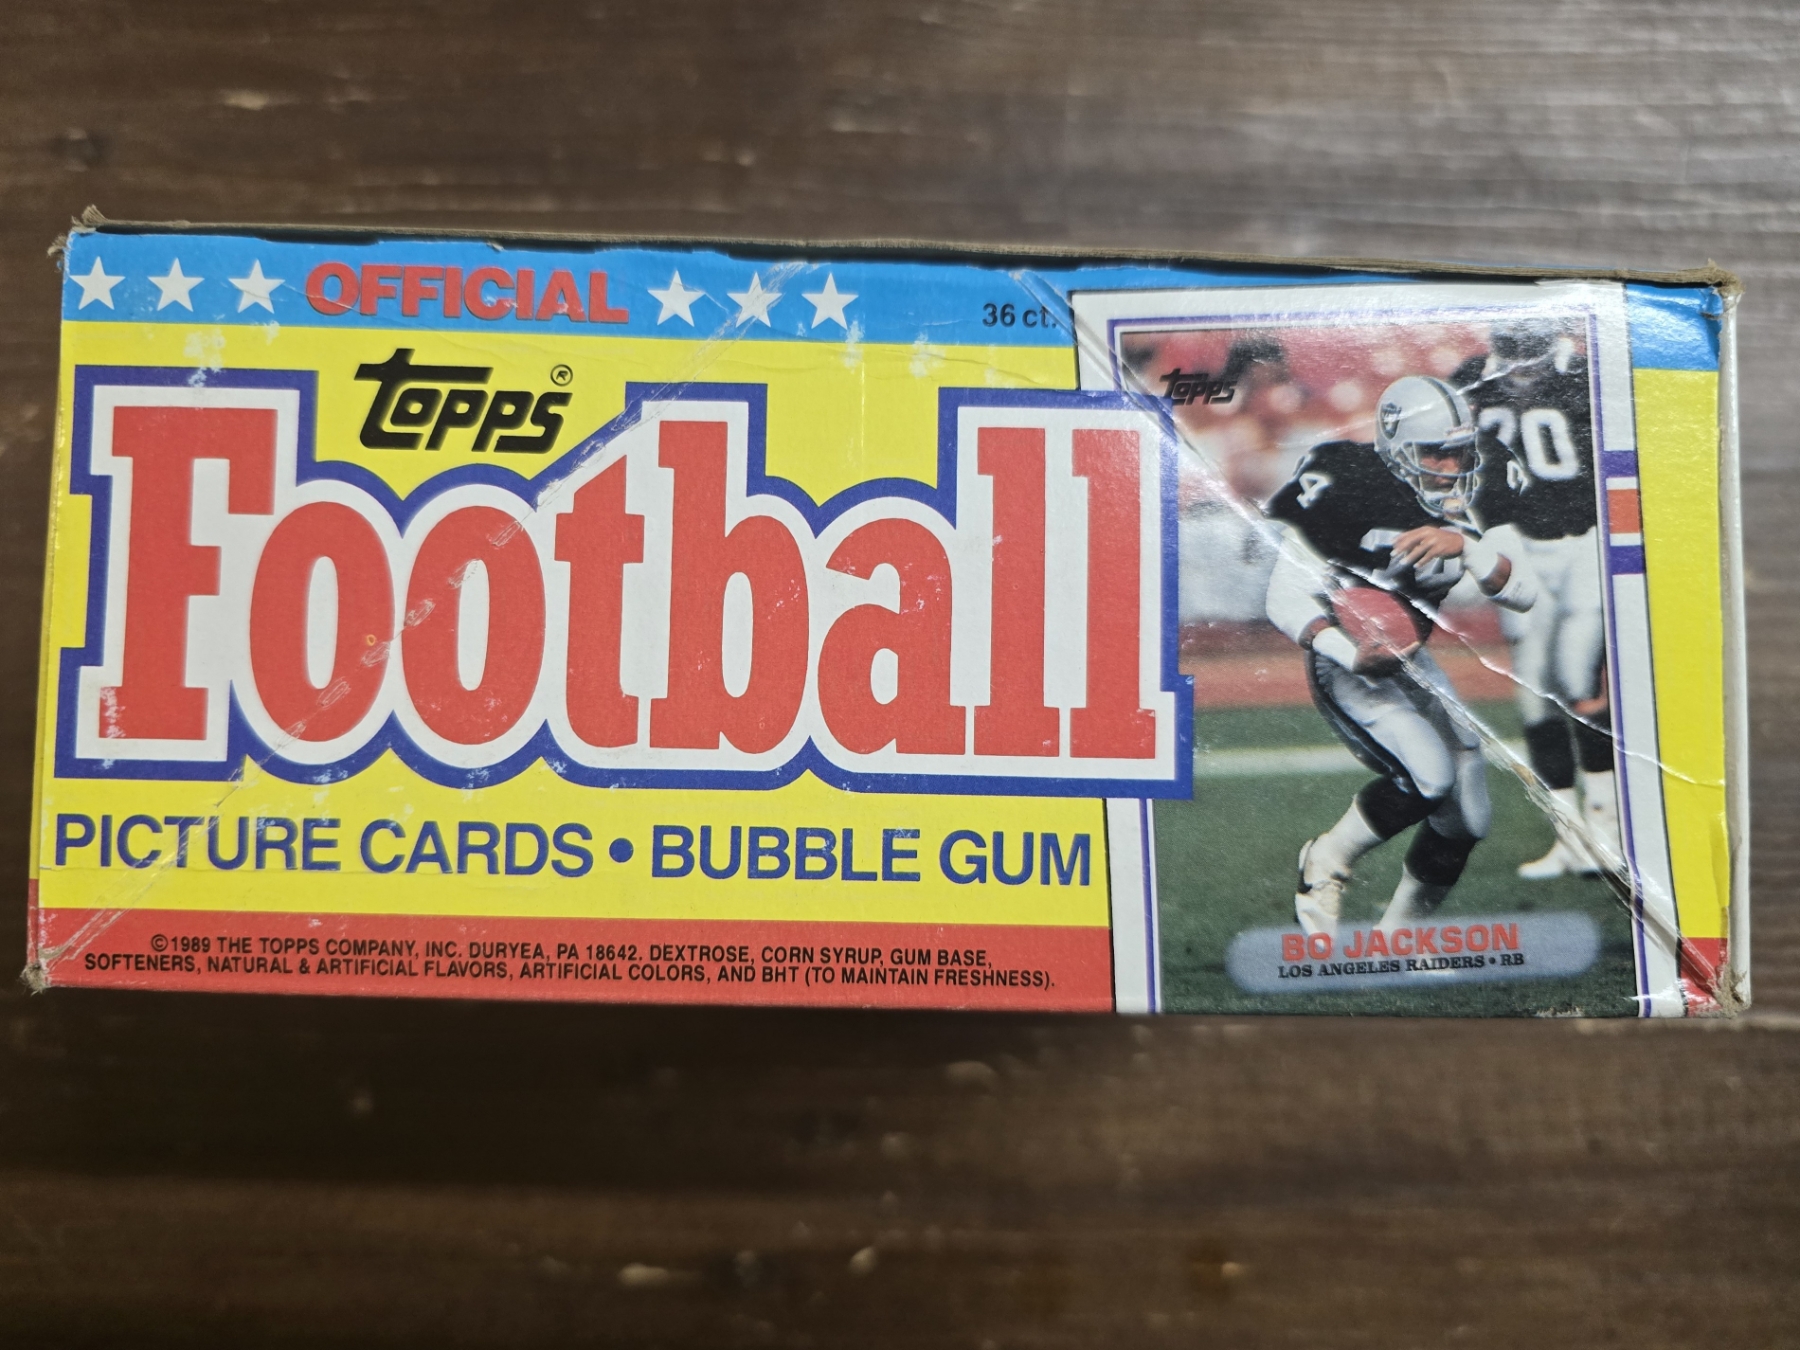 ★ ★ ★ OFFICIAL ★ ★ ★
36 ct.
Topps®
Football
PICTURE CARDS • BUBBLE GUM
©1989 THE TOPPS COMPANY, INC. DURYEA, PA 18642. DEXTROSE, CORN SYRUP, GUM BASE,
SOFTENERS, NATURAL & ARTIFICIAL FLAVORS, ARTIFICIAL COLORS, AND BHT (TO MAINTAIN FRESHNESS).
Topps
4
20
BO JACKSON
LOS ANGELES RAIDERS • RB